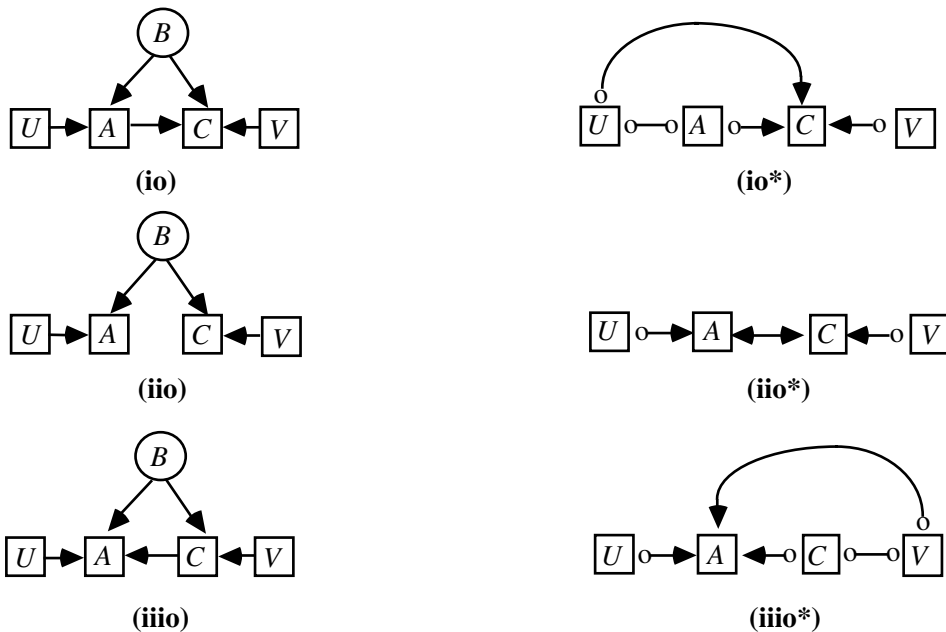 B
U A C V
(io)
o
U o o A o C o V
(io*)
B
U A C V
(iio)
U o A C o V
(iio*)
B
U A C V
(iiio)
o
U o A o C o o V
(iiio*)